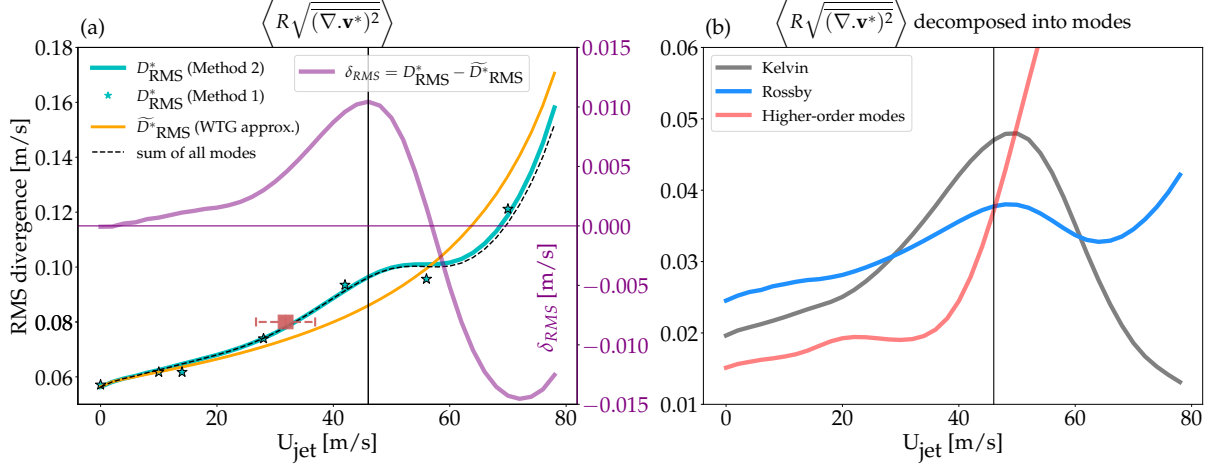 (a)
⟨R√(∇.v*)²⟩
D*RMS (Method 2)
D*RMS (Method 1)
D̃*RMS (WTG approx.)
sum of all modes
δRMS = D*RMS − D̃*RMS
RMS divergence [m/s]
0.18
0.16
0.14
0.12
0.10
0.08
0.06
0 20 40 60 80
Ujet [m/s]
0.015
0.010
0.005
0.000
−0.005
−0.010
−0.015
δRMS [m/s]
(b)
⟨R√(∇.v*)²⟩ decomposed into modes
Kelvin
Rossby
Higher-order modes
0.06
0.05
0.04
0.03
0.02
0.01
0 20 40 60 80
Ujet [m/s]